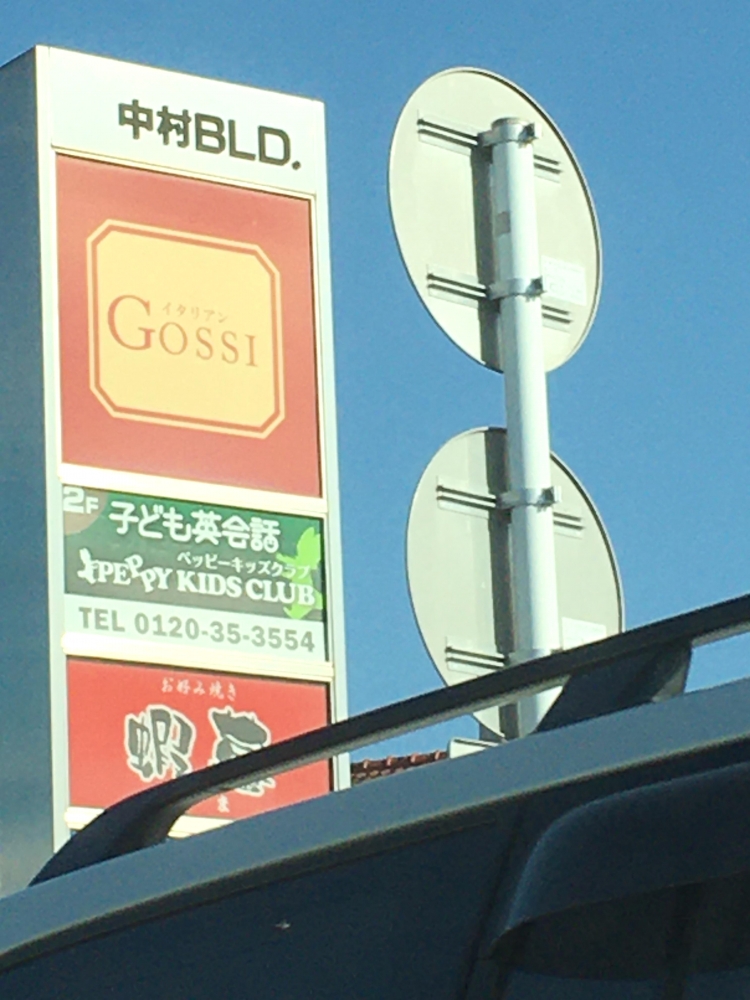 中村BLD.
イタリアン
GOSSI
2F
子ども英会話
ペッピーキッズクラブ
PEPPY KIDS CLUB
TEL 0120-35-3554
お好み焼き
蝦
ま